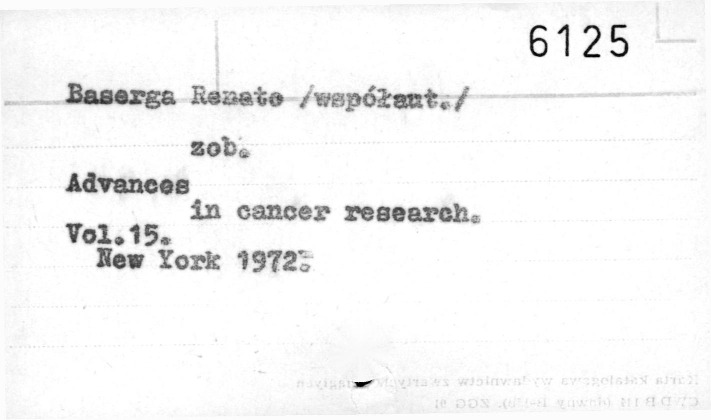 6125
Baserga Renato /współaut./
zob.
Advances
in cancer research.
Vol.15.
New York 1972.